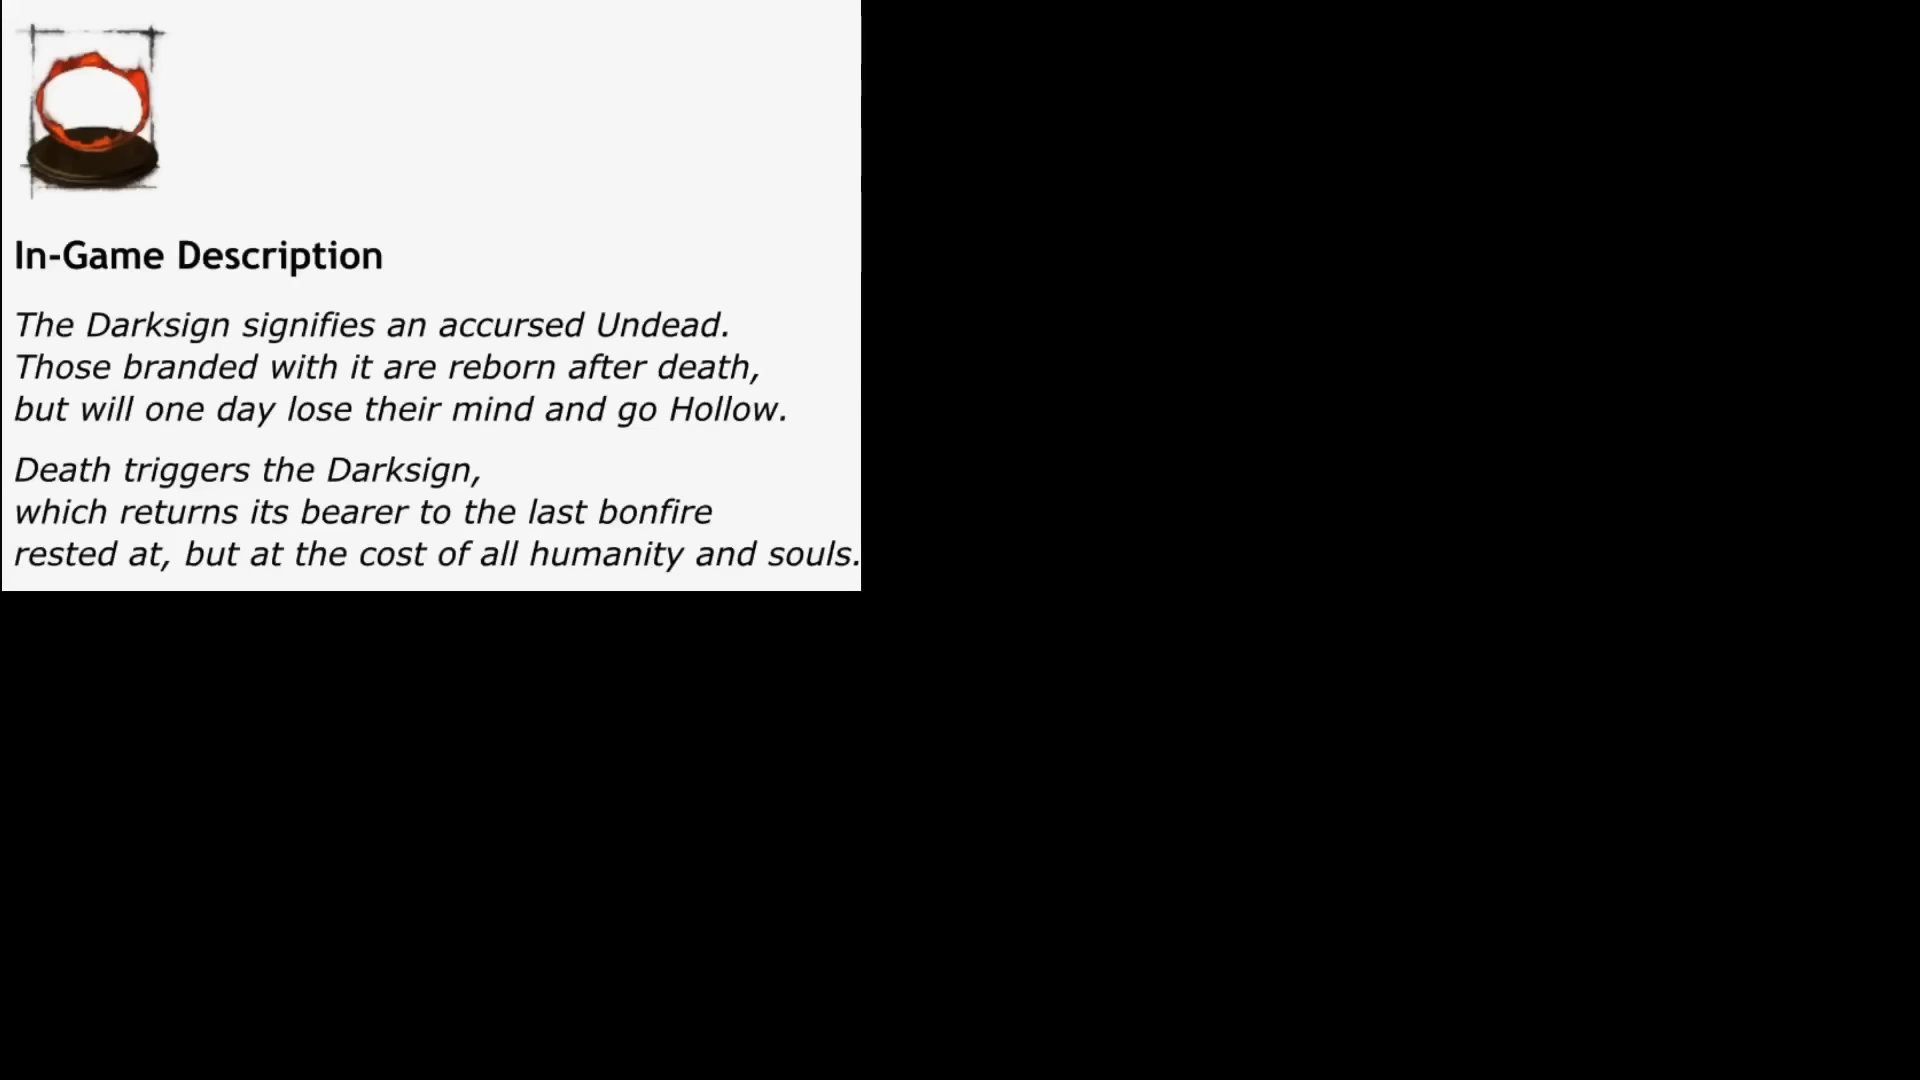 In-Game Description
The Darksign signifies an accursed Undead.
Those branded with it are reborn after death,
but will one day lose their mind and go Hollow.
Death triggers the Darksign,
which returns its bearer to the last bonfire
rested at, but at the cost of all humanity and souls.